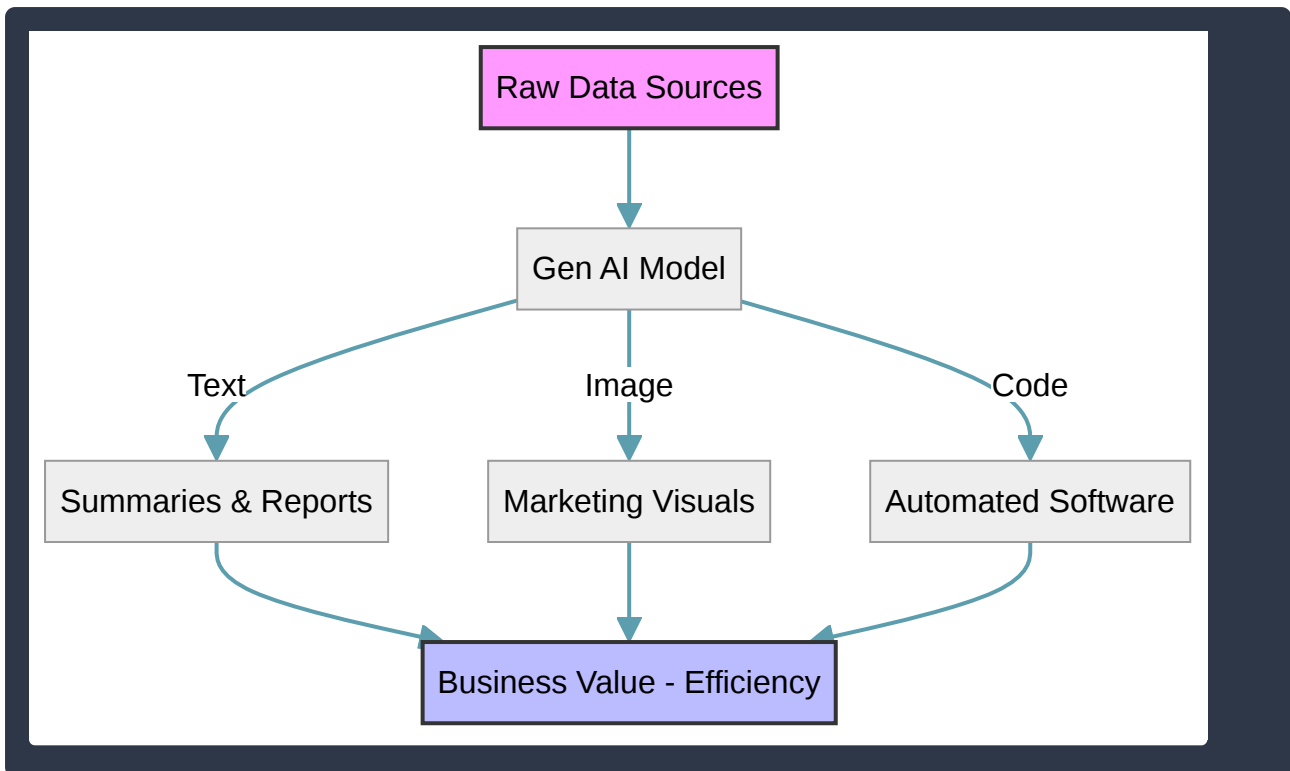 Raw Data Sources
Gen AI Model
Text
Image
Code
Summaries & Reports
Marketing Visuals
Automated Software
Business Value - Efficiency